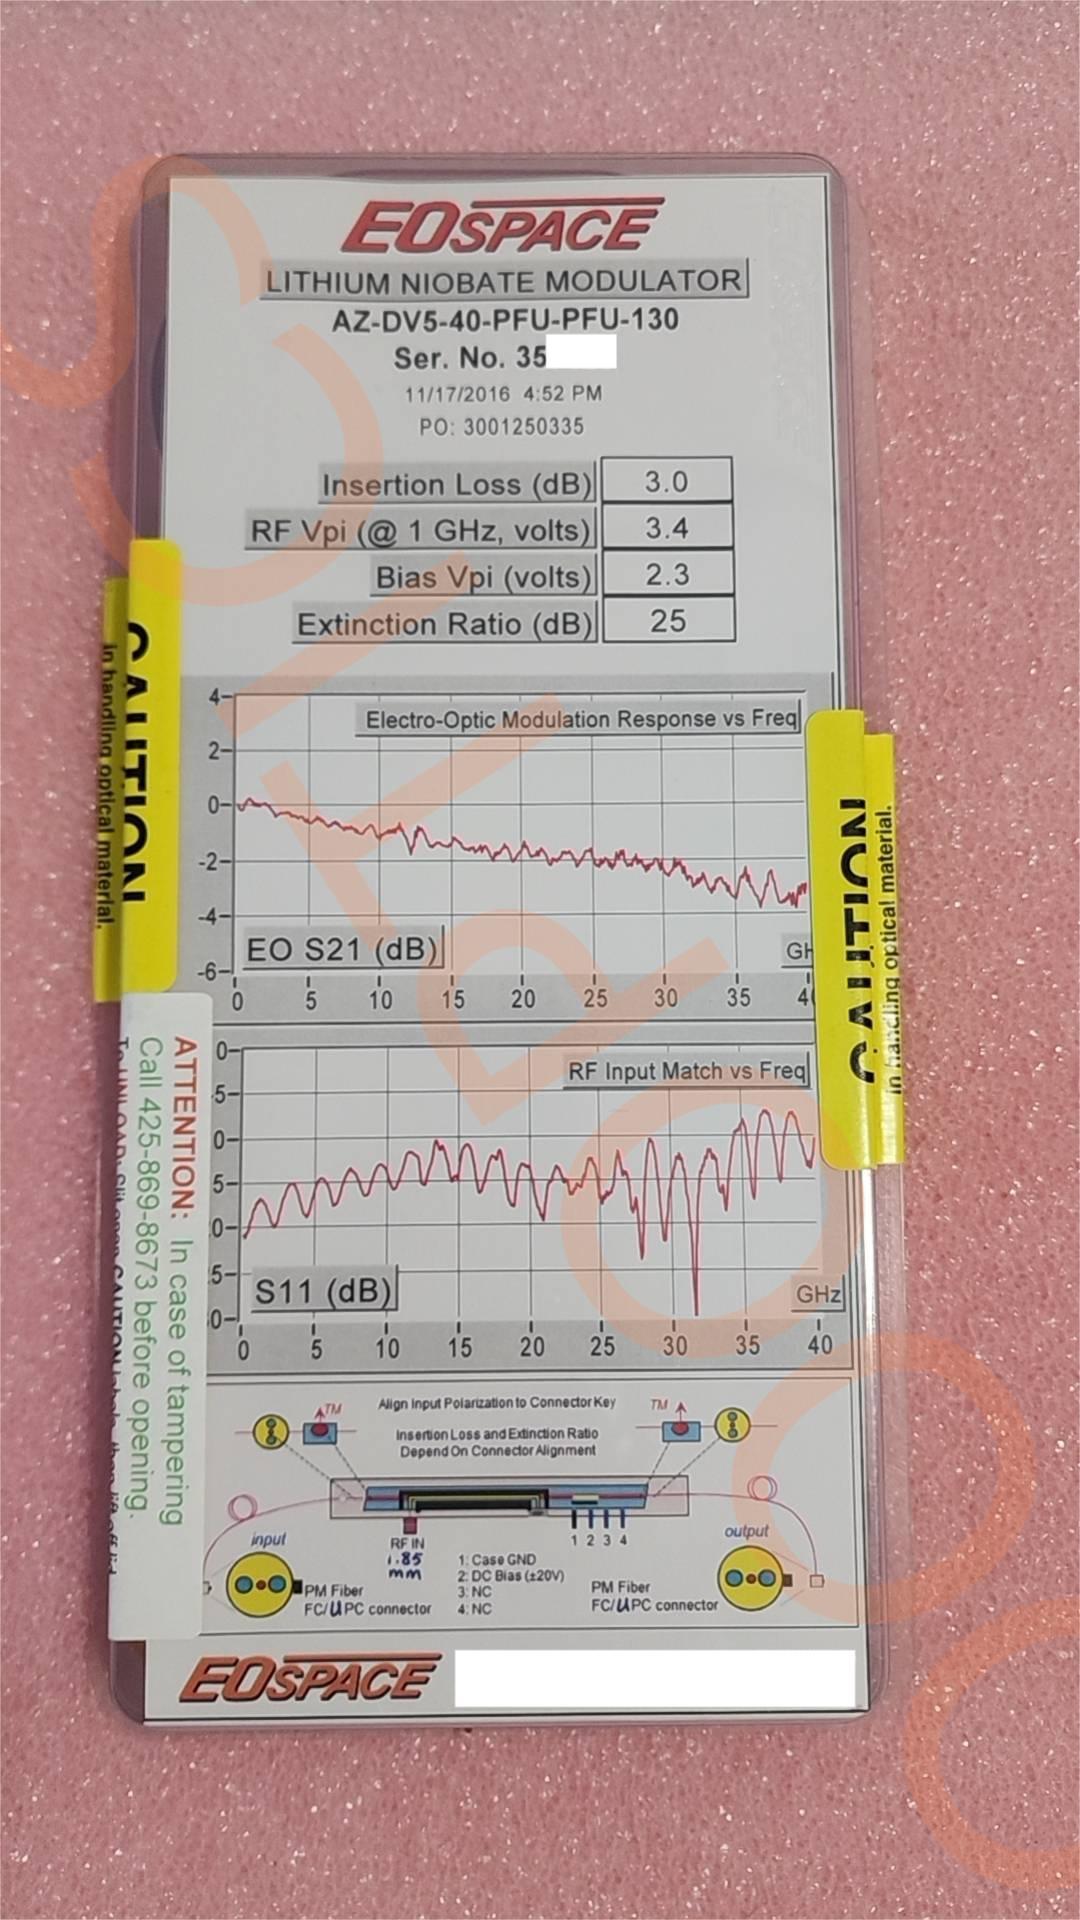 EOSPACE
LITHIUM NIOBATE MODULATOR
AZ-DV5-40-PFU-PFU-130
Ser. No. 35
11/17/2016 4:52 PM
PO: 3001250335
Insertion Loss (dB) 3.0
RF Vpi (@ 1 GHz, volts) 3.4
Bias Vpi (volts) 2.3
Extinction Ratio (dB) 25
CAUTION
in handling optical material.
Electro-Optic Modulation Response vs Freq
4
2
0
-2
-4
-6
EO S21 (dB)
0 5 10 15 20 25 30 35
CAUTION
in handling optical material.
RF Input Match vs Freq
0
5
0
5
0
5
0
S11 (dB)
GHz
0 5 10 15 20 25 30 35 40
ATTENTION: In case of tampering
Call 425-869-8673 before opening.
TM
Align Input Polarization to Connector Key
TM
Insertion Loss and Extinction Ratio
Depend On Connector Alignment
input
RF IN
1.85
mm
1 2 3 4
output
1: Case GND
2: DC Bias (±20V)
3: NC
4: NC
PM Fiber
FC/UPC connector
PM Fiber
FC/UPC connector
EOSPACE